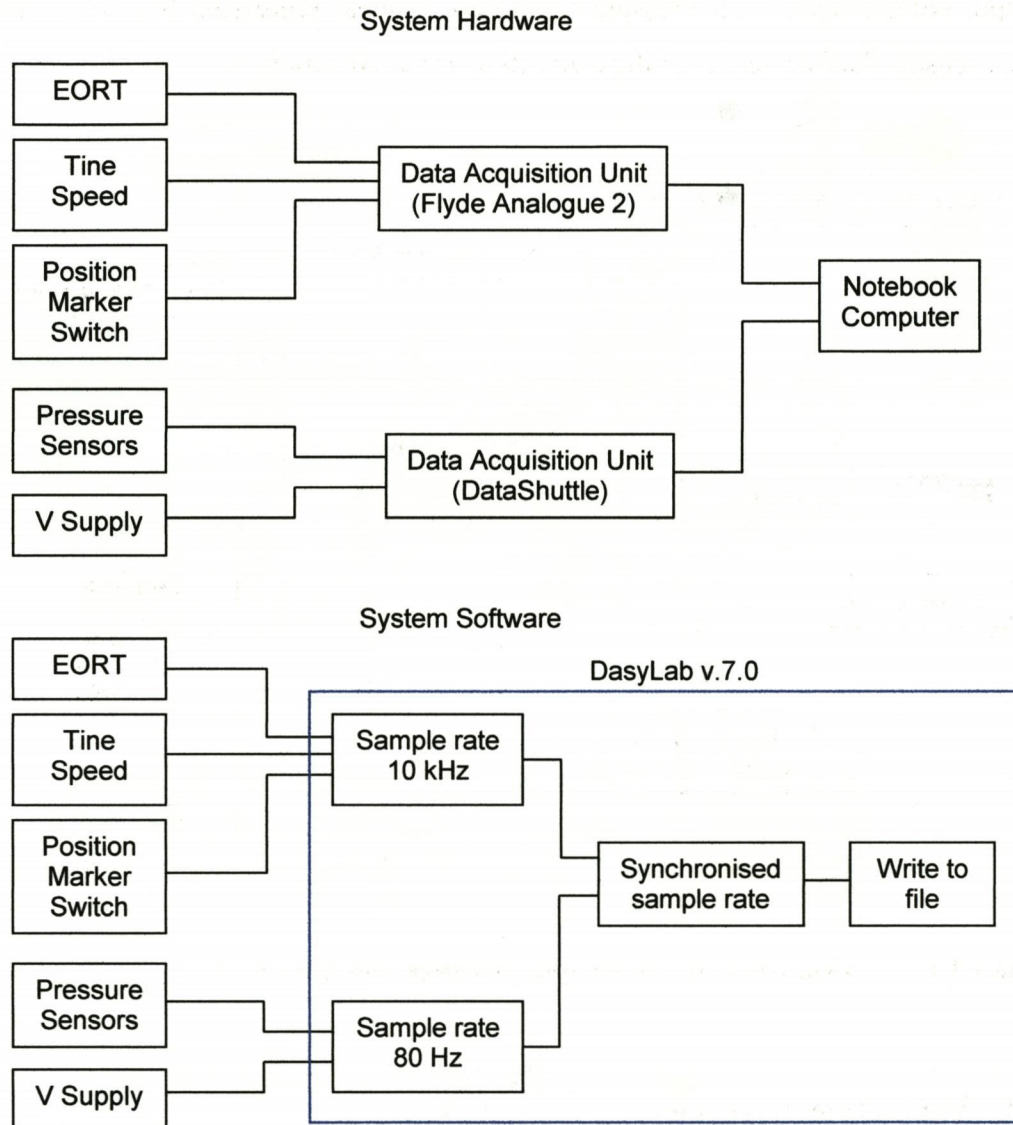 System Hardware
EORT
Tine
Speed
Position
Marker
Switch
Pressure
Sensors
V Supply
Data Acquisition Unit
(Flyde Analogue 2)
Data Acquisition Unit
(DataShuttle)
Notebook
Computer
System Software
EORT
Tine
Speed
Position
Marker
Switch
Pressure
Sensors
V Supply
DasyLab v.7.0
Sample rate
10 kHz
Sample rate
80 Hz
Synchronised
sample rate
Write to
file